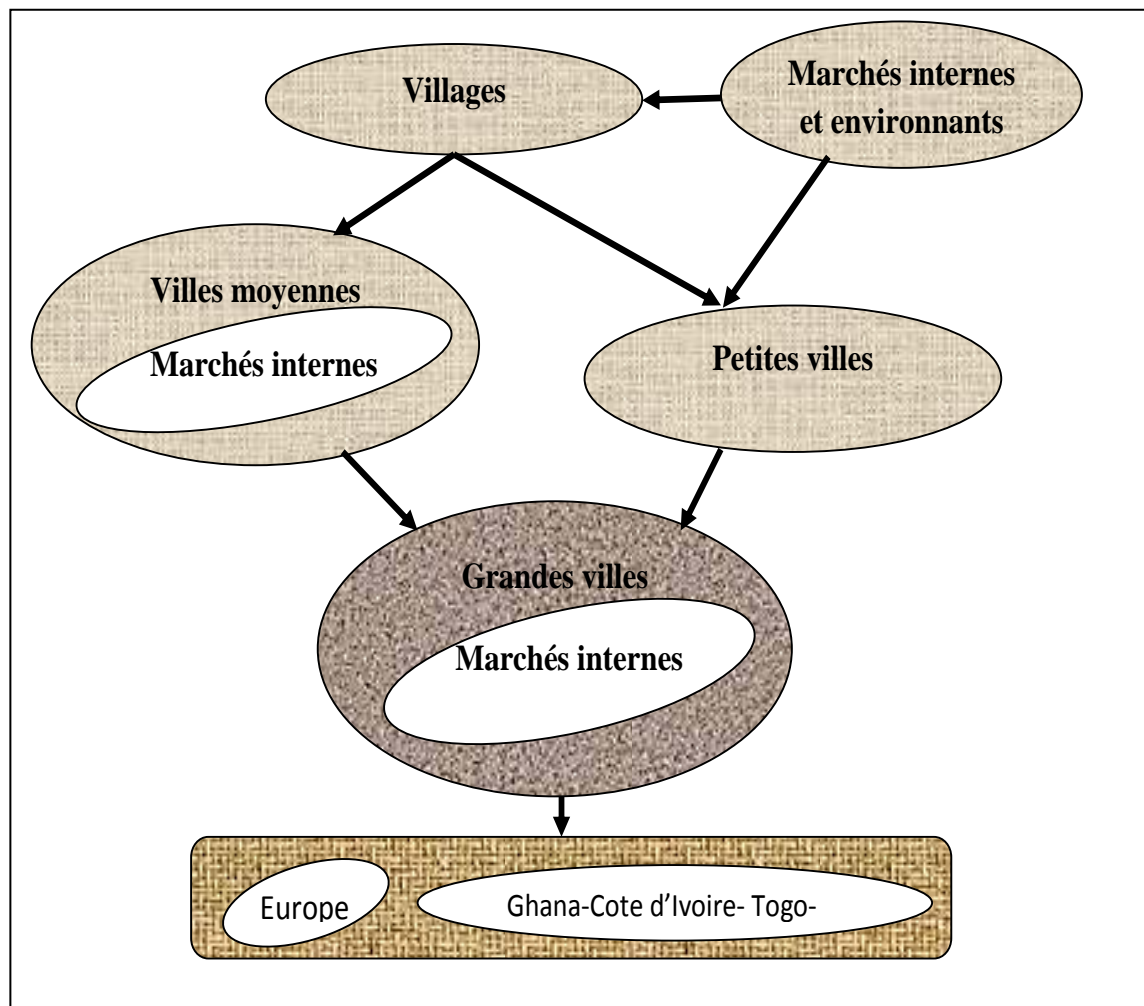 Villages
Marchés internes
et environnants
Villes moyennes
Marchés internes
Petites villes
Grandes villes
Marchés internes
Europe
Ghana-Cote d'Ivoire- Togo-